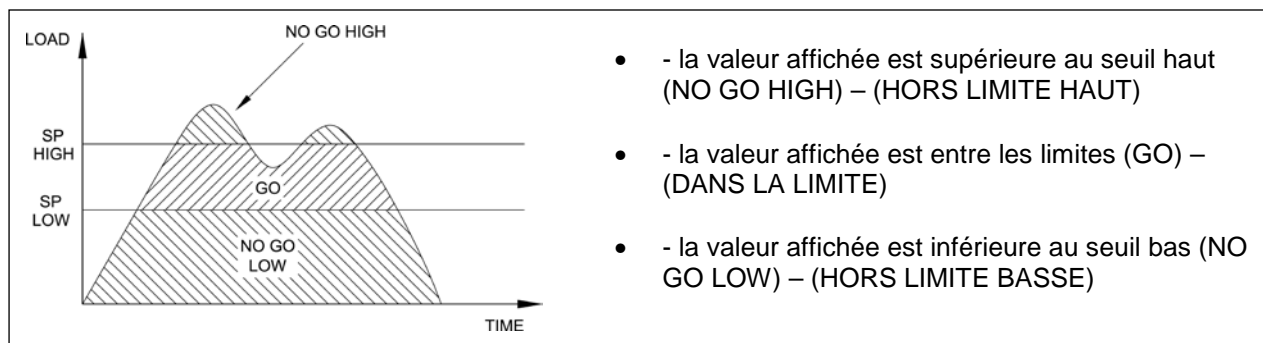 NO GO HIGH
LOAD
SP
HIGH
GO
SP
LOW
NO GO
LOW
TIME
• - la valeur affichée est supérieure au seuil haut
(NO GO HIGH) – (HORS LIMITE HAUT)
• - la valeur affichée est entre les limites (GO) –
(DANS LA LIMITE)
• - la valeur affichée est inférieure au seuil bas (NO
GO LOW) – (HORS LIMITE BASSE)